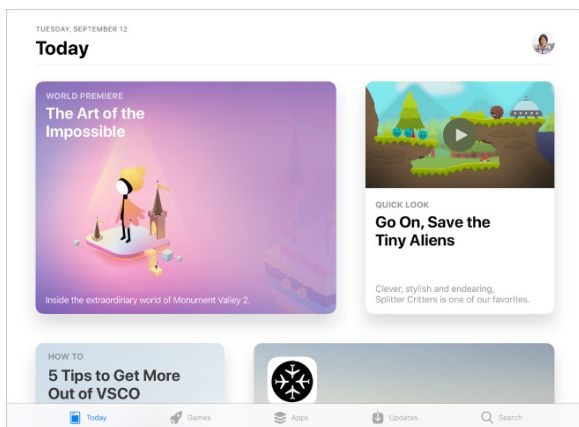 TUESDAY, SEPTEMBER 12
Today
WORLD PREMIERE
The Art of the
Impossible
Inside the extraordinary world of Monument Valley 2.
QUICK LOOK
Go On, Save the
Tiny Aliens
Clever, stylish and endearing,
Splitter Critters is one of our favorites.
HOW TO
5 Tips to Get More
Out of VSCO
Today
Games
Apps
Updates
Search